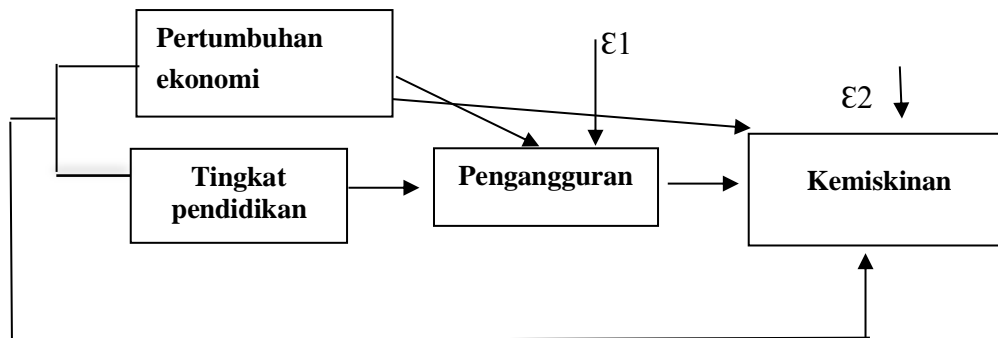 Pertumbuhan
ekonomi
Ɛ1
Ɛ2
Tingkat
pendidikan
Pengangguran
Kemiskinan